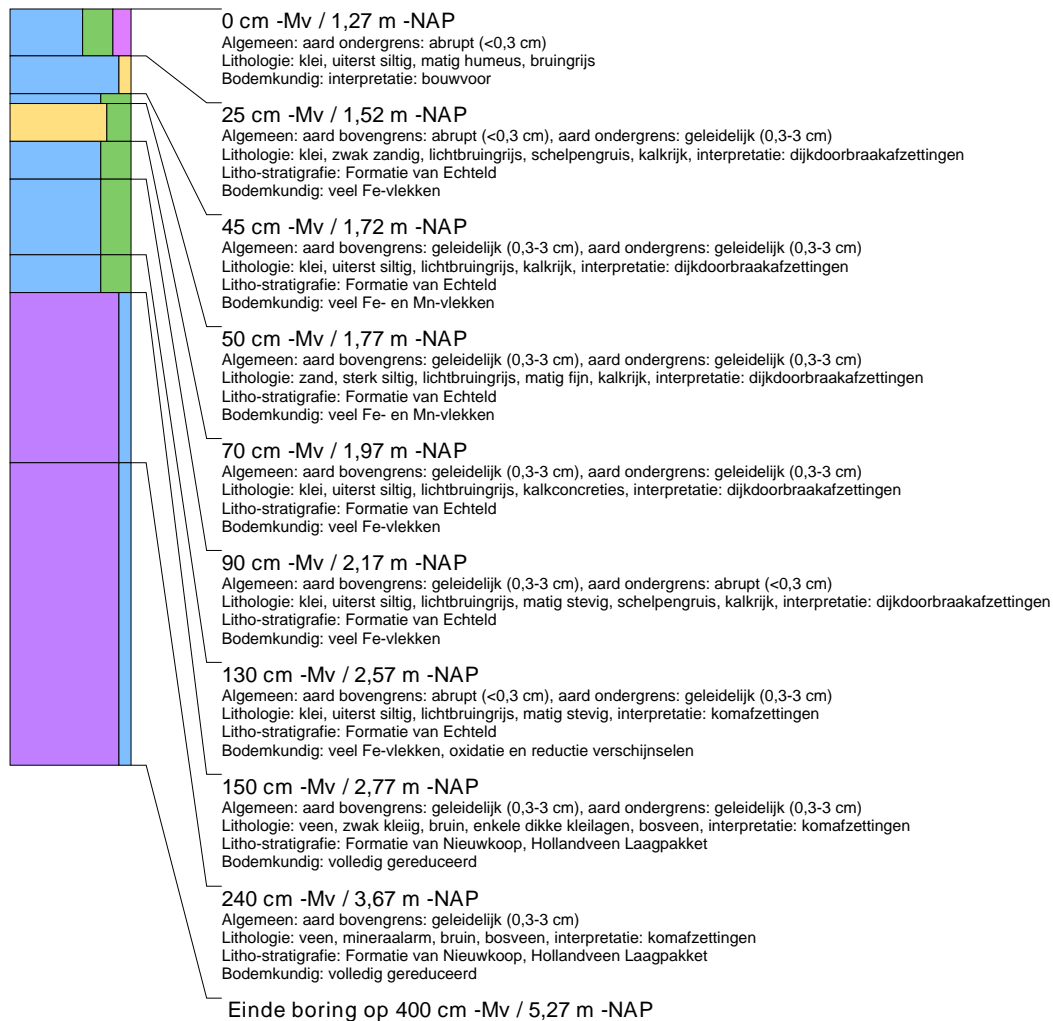 0 cm -Mv / 1,27 m -NAP
Algemeen: aard ondergrens: abrupt (<0,3 cm)
Lithologie: klei, uiterst siltig, matig humeus, bruingrijs
Bodemkundig: interpretatie: bouwvoor
25 cm -Mv / 1,52 m -NAP
Algemeen: aard bovengrens: abrupt (<0,3 cm), aard ondergrens: geleidelijk (0,3-3 cm)
Lithologie: klei, zwak zandig, lichtbruingrijs, schelpengruis, kalkrijk, interpretatie: dijkdoorbraakafzettingen
Litho-stratigrafie: Formatie van Echteld
Bodemkundig: veel Fe-vlekken
45 cm -Mv / 1,72 m -NAP
Algemeen: aard bovengrens: geleidelijk (0,3-3 cm), aard ondergrens: geleidelijk (0,3-3 cm)
Lithologie: klei, uiterst siltig, lichtbruingrijs, kalkrijk, interpretatie: dijkdoorbraakafzettingen
Litho-stratigrafie: Formatie van Echteld
Bodemkundig: veel Fe- en Mn-vlekken
50 cm -Mv / 1,77 m -NAP
Algemeen: aard bovengrens: geleidelijk (0,3-3 cm), aard ondergrens: geleidelijk (0,3-3 cm)
Lithologie: zand, sterk siltig, lichtbruingrijs, matig fijn, kalkrijk, interpretatie: dijkdoorbraakafzettingen
Litho-stratigrafie: Formatie van Echteld
Bodemkundig: veel Fe- en Mn-vlekken
70 cm -Mv / 1,97 m -NAP
Algemeen: aard bovengrens: geleidelijk (0,3-3 cm), aard ondergrens: geleidelijk (0,3-3 cm)
Lithologie: klei, uiterst siltig, lichtbruingrijs, kalkconcreties, interpretatie: dijkdoorbraakafzettingen
Litho-stratigrafie: Formatie van Echteld
Bodemkundig: veel Fe-vlekken
90 cm -Mv / 2,17 m -NAP
Algemeen: aard bovengrens: geleidelijk (0,3-3 cm), aard ondergrens: abrupt (<0,3 cm)
Lithologie: klei, uiterst siltig, lichtbruingrijs, matig stevig, schelpengruis, kalkrijk, interpretatie: dijkdoorbraakafzettingen
Litho-stratigrafie: Formatie van Echteld
Bodemkundig: veel Fe-vlekken
130 cm -Mv / 2,57 m -NAP
Algemeen: aard bovengrens: abrupt (<0,3 cm), aard ondergrens: geleidelijk (0,3-3 cm)
Lithologie: klei, uiterst siltig, lichtbruingrijs, matig stevig, interpretatie: komafzettingen
Litho-stratigrafie: Formatie van Echteld
Bodemkundig: veel Fe-vlekken, oxidatie en reductie verschijnselen
150 cm -Mv / 2,77 m -NAP
Algemeen: aard bovengrens: geleidelijk (0,3-3 cm), aard ondergrens: geleidelijk (0,3-3 cm)
Lithologie: veen, zwak kleiig, bruin, enkele dikke kleilagen, bosveen, interpretatie: komafzettingen
Litho-stratigrafie: Formatie van Nieuwkoop, Hollandveen Laagpakket
Bodemkundig: volledig gereduceerd
240 cm -Mv / 3,67 m -NAP
Algemeen: aard bovengrens: geleidelijk (0,3-3 cm)
Lithologie: veen, mineraalarm, bruin, bosveen, interpretatie: komafzettingen
Litho-stratigrafie: Formatie van Nieuwkoop, Hollandveen Laagpakket
Bodemkundig: volledig gereduceerd
Einde boring op 400 cm -Mv / 5,27 m -NAP